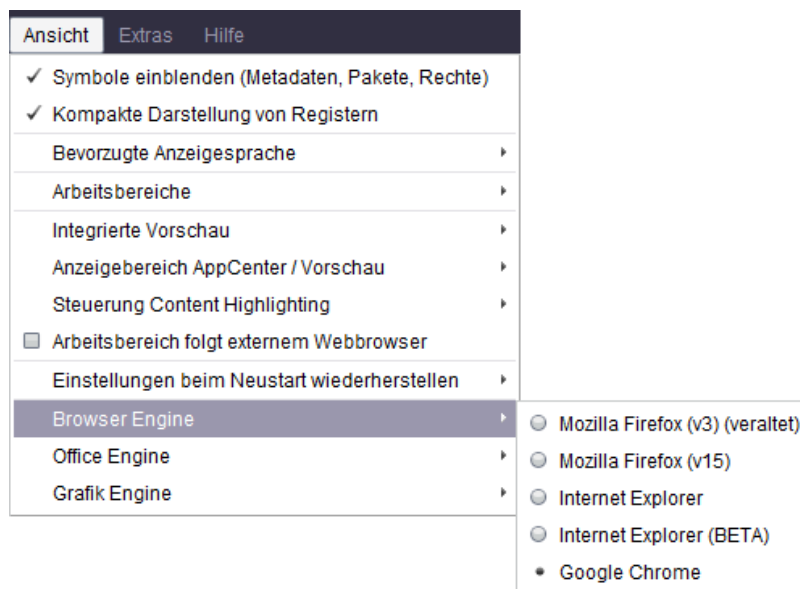 Ansicht Extras Hilfe
Symbole einblenden (Metadaten, Pakete, Rechte)
Kompakte Darstellung von Registern
Bevorzugte Anzeigesprache
Arbeitsbereiche
Integrierte Vorschau
Anzeigebereich AppCenter / Vorschau
Steuerung Content Highlighting
Arbeitsbereich folgt externem Webbrowser
Einstellungen beim Neustart wiederherstellen
Browser Engine
Office Engine
Grafik Engine
Mozilla Firefox (v3) (veraltet)
Mozilla Firefox (v15)
Internet Explorer
Internet Explorer (BETA)
Google Chrome